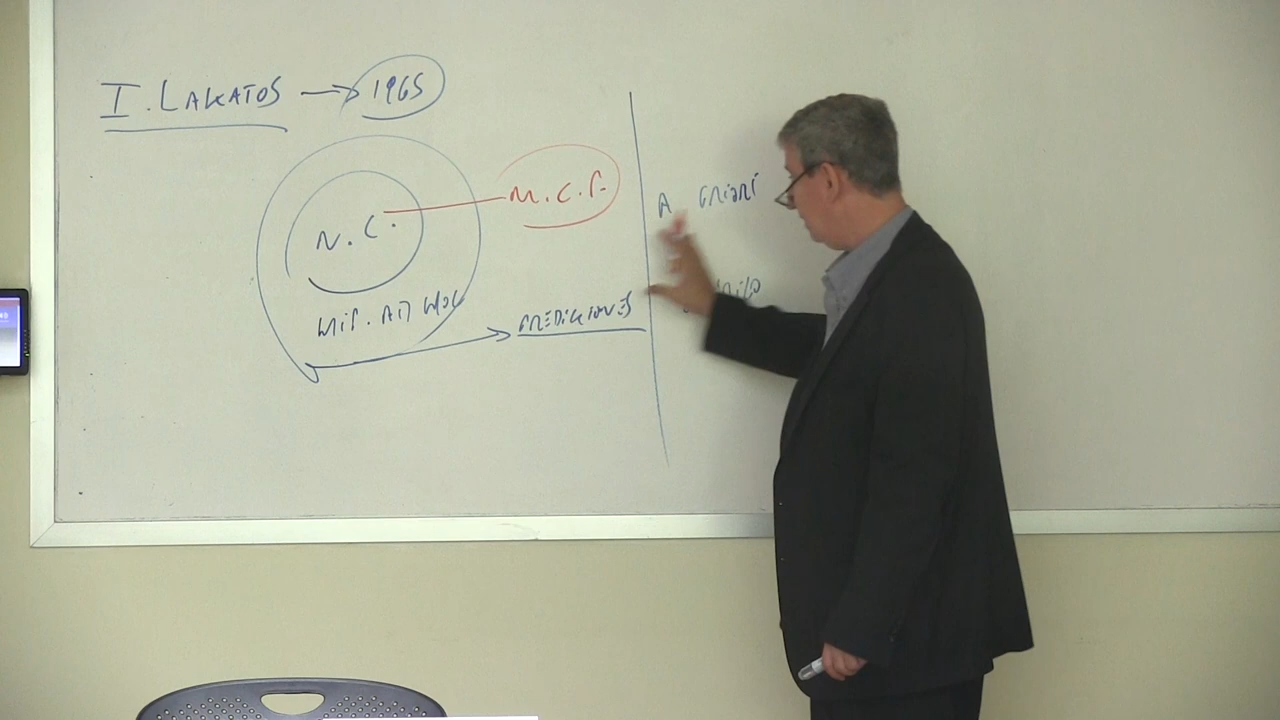 I. LAKATOS → 1965
N.C.
M.C.P.
HIP. AD HOC
PREDICCIONES
A PRIORI